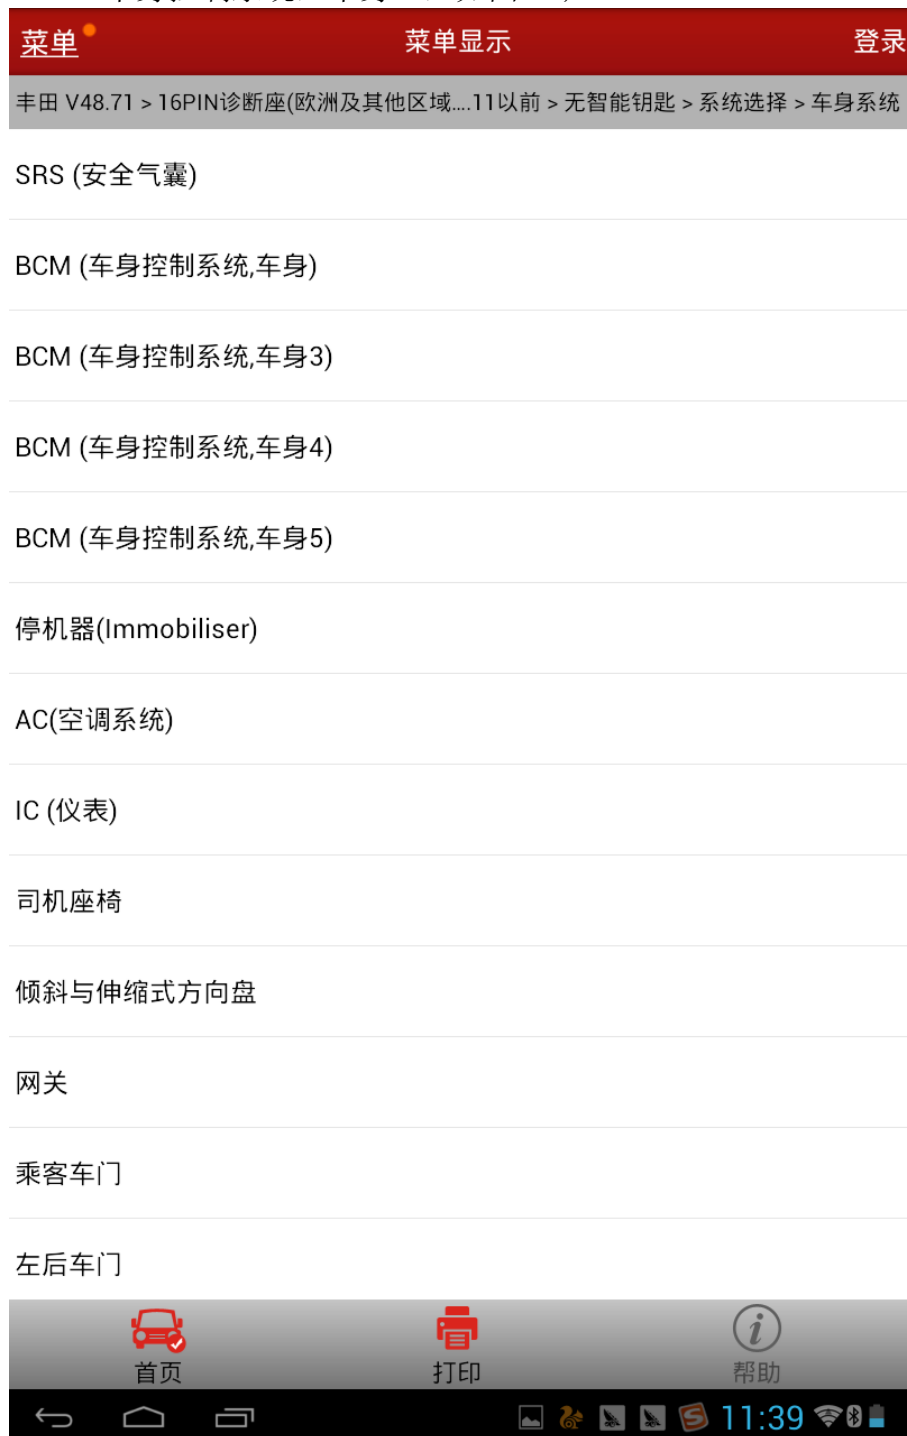 菜单
菜单显示
登录
丰田 V48.71 > 16PIN诊断座(欧洲及其他区域....11以前 > 无智能钥匙 > 系统选择 > 车身系统
SRS (安全气囊)
BCM (车身控制系统,车身)
BCM (车身控制系统,车身3)
BCM (车身控制系统,车身4)
BCM (车身控制系统,车身5)
停机器(Immobiliser)
AC(空调系统)
IC (仪表)
司机座椅
倾斜与伸缩式方向盘
网关
乘客车门
左后车门
首页
打印
帮助
11:39